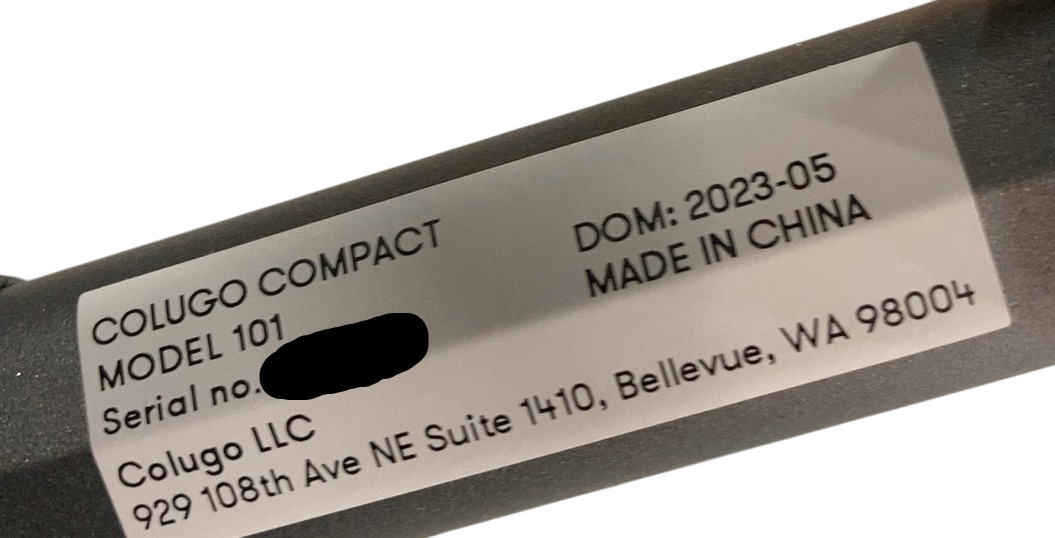 COLUGO COMPACT
MODEL 101
Serial no.
DOM: 2023-05
MADE IN CHINA
Colugo LLC
929 108th Ave NE Suite 1410, Bellevue, WA 98004